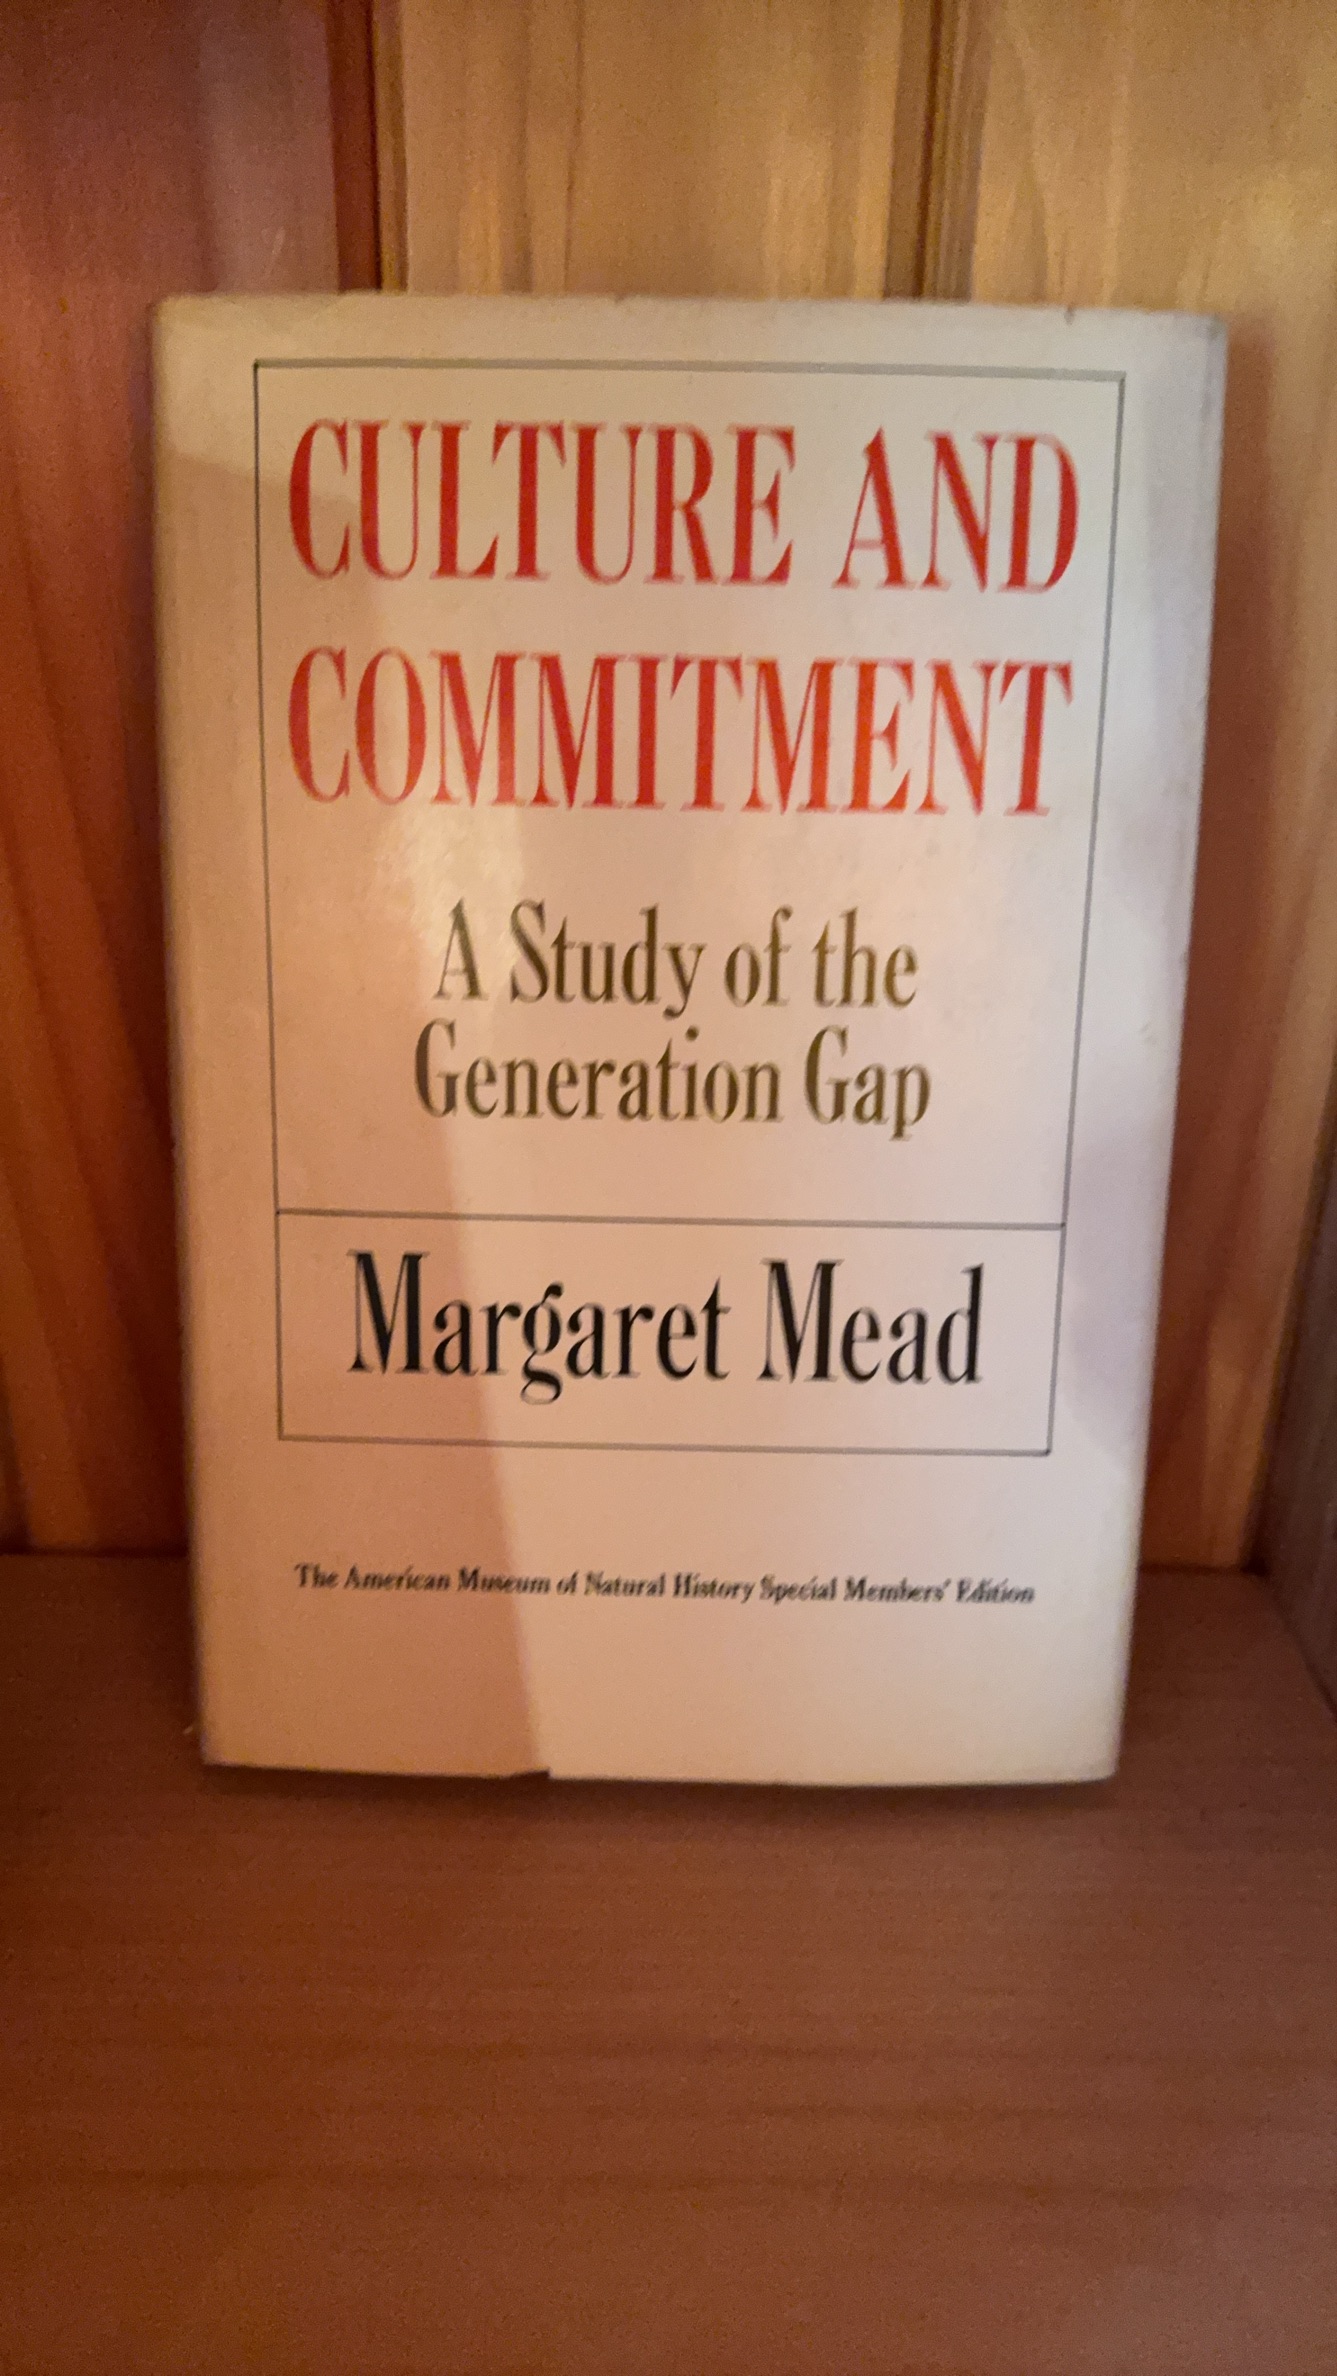 CULTURE AND
COMMITMENT
A Study of the
Generation Gap
Margaret Mead
The American Museum of Natural History Special Members' Edition